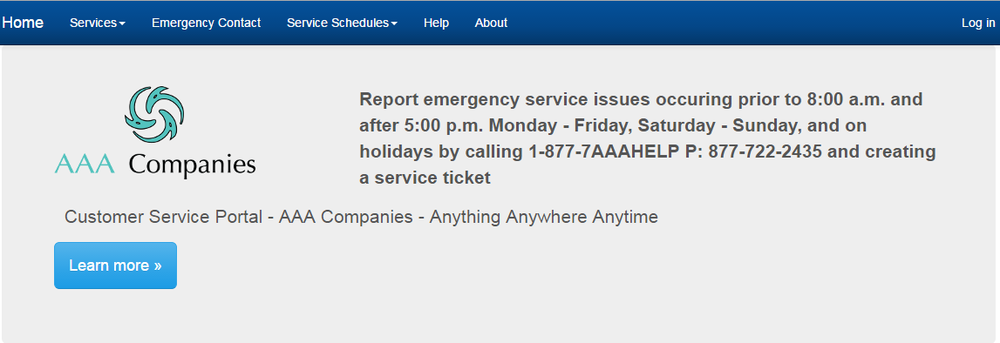 Home Services Emergency Contact Service Schedules Help About Log in
AAA Companies
Report emergency service issues occuring prior to 8:00 a.m. and
after 5:00 p.m. Monday - Friday, Saturday - Sunday, and on
holidays by calling 1-877-7AAAHELP P: 877-722-2435 and creating
a service ticket
Customer Service Portal - AAA Companies - Anything Anywhere Anytime
Learn more »